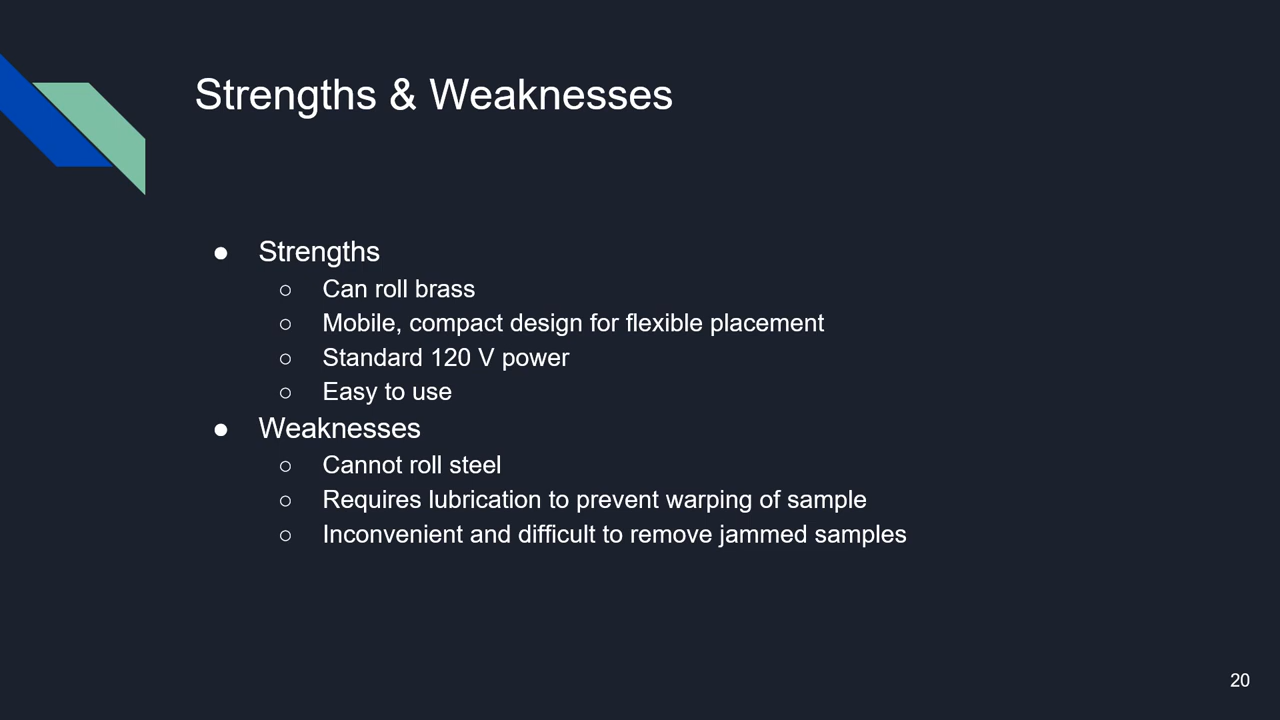 Strengths & Weaknesses
● Strengths
○ Can roll brass
○ Mobile, compact design for flexible placement
○ Standard 120 V power
○ Easy to use
● Weaknesses
○ Cannot roll steel
○ Requires lubrication to prevent warping of sample
○ Inconvenient and difficult to remove jammed samples
20